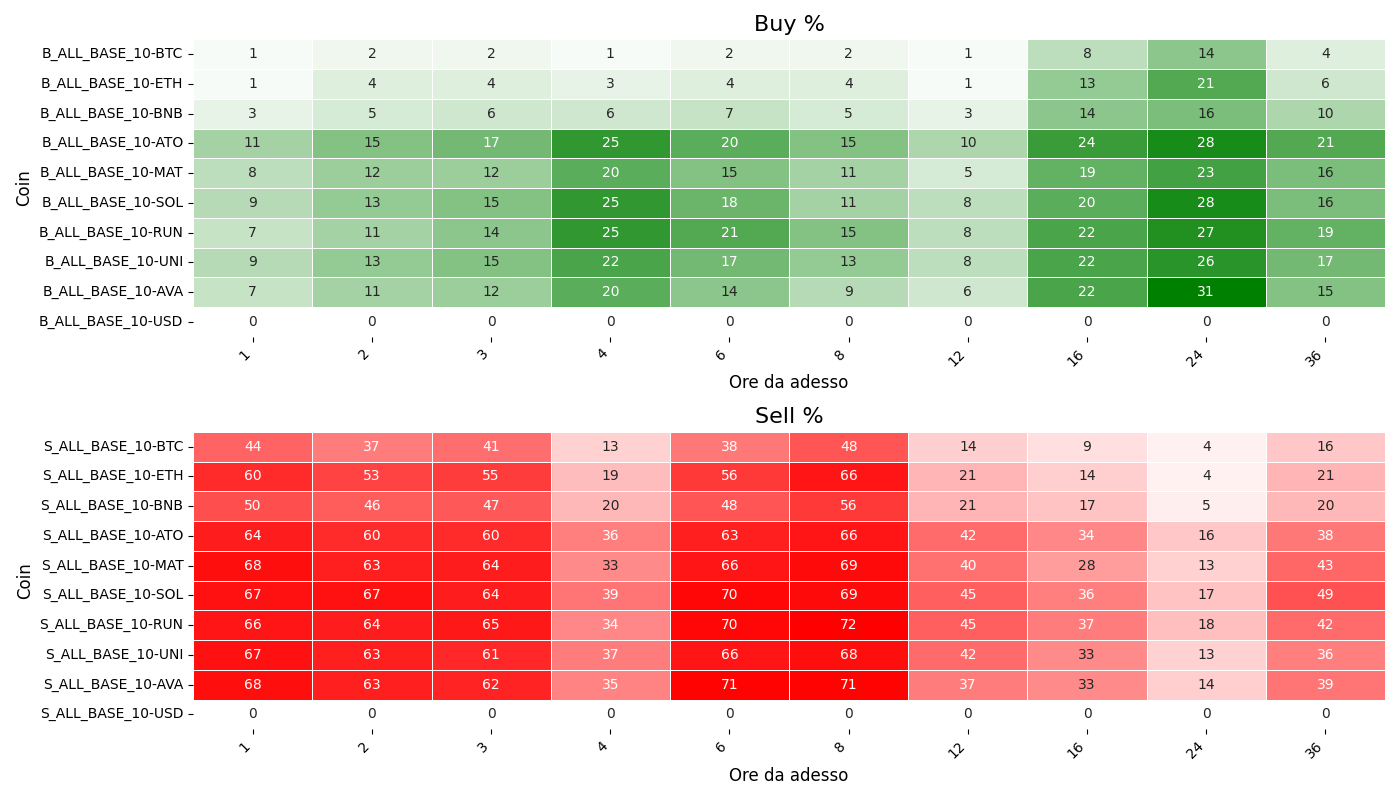 Buy %
Coin
B_ALL_BASE_10-BTC 1 2 2 1 2 2 1 8 14 4
B_ALL_BASE_10-ETH 1 4 4 3 4 4 1 13 21 6
B_ALL_BASE_10-BNB 3 5 6 6 7 5 3 14 16 10
B_ALL_BASE_10-ATO 11 15 17 25 20 15 10 24 28 21
B_ALL_BASE_10-MAT 8 12 12 20 15 11 5 19 23 16
B_ALL_BASE_10-SOL 9 13 15 25 18 11 8 20 28 16
B_ALL_BASE_10-RUN 7 11 14 25 21 15 8 22 27 19
B_ALL_BASE_10-UNI 9 13 15 22 17 13 8 22 26 17
B_ALL_BASE_10-AVA 7 11 12 20 14 9 6 22 31 15
B_ALL_BASE_10-USD 0 0 0 0 0 0 0 0 0 0
1 2 3 4 6 8 12 16 24 36
Ore da adesso
Sell %
Coin
S_ALL_BASE_10-BTC 44 37 41 13 38 48 14 9 4 16
S_ALL_BASE_10-ETH 60 53 55 19 56 66 21 14 4 21
S_ALL_BASE_10-BNB 50 46 47 20 48 56 21 17 5 20
S_ALL_BASE_10-ATO 64 60 60 36 63 66 42 34 16 38
S_ALL_BASE_10-MAT 68 63 64 33 66 69 40 28 13 43
S_ALL_BASE_10-SOL 67 67 64 39 70 69 45 36 17 49
S_ALL_BASE_10-RUN 66 64 65 34 70 72 45 37 18 42
S_ALL_BASE_10-UNI 67 63 61 37 66 68 42 33 13 36
S_ALL_BASE_10-AVA 68 63 62 35 71 71 37 33 14 39
S_ALL_BASE_10-USD 0 0 0 0 0 0 0 0 0 0
1 2 3 4 6 8 12 16 24 36
Ore da adesso